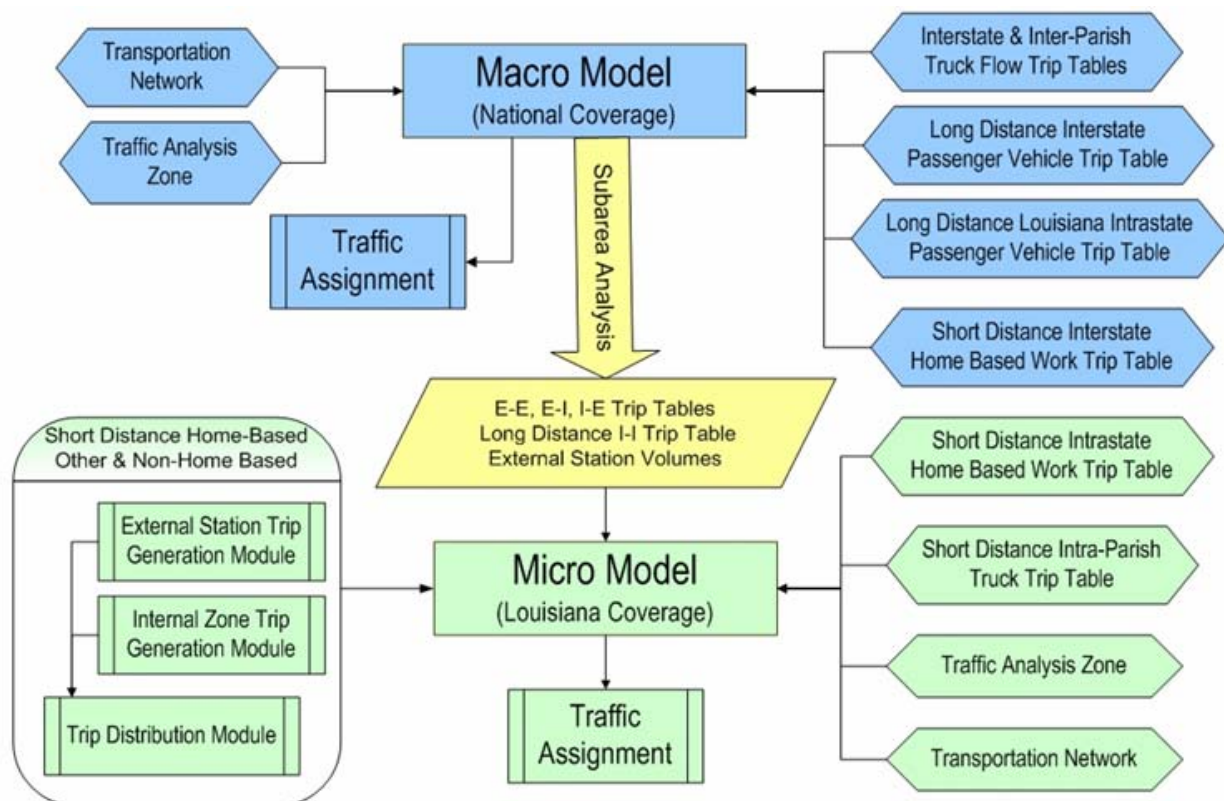 Transportation
Network
Traffic Analysis
Zone
Macro Model
(National Coverage)
Interstate & Inter-Parish
Truck Flow Trip Tables
Long Distance Interstate
Passenger Vehicle Trip Table
Long Distance Louisiana Intrastate
Passenger Vehicle Trip Table
Short Distance Interstate
Home Based Work Trip Table
Traffic
Assignment
Subarea Analysis
E-E, E-I, I-E Trip Tables
Long Distance I-I Trip Table
External Station Volumes
Short Distance Home-Based
Other & Non-Home Based
External Station Trip
Generation Module
Internal Zone Trip
Generation Module
Trip Distribution Module
Micro Model
(Louisiana Coverage)
Traffic
Assignment
Short Distance Intrastate
Home Based Work Trip Table
Short Distance Intra-Parish
Truck Trip Table
Traffic Analysis Zone
Transportation Network